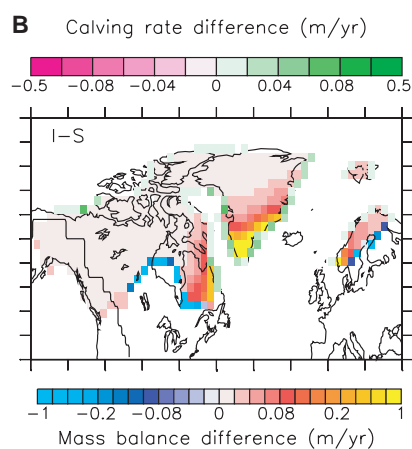 B
Calving rate difference (m/yr)
−0.5 −0.08 −0.04 0 0.04 0.08 0.5
I−S
−1 −0.2 −0.08 0 0.08 0.2 1
Mass balance difference (m/yr)